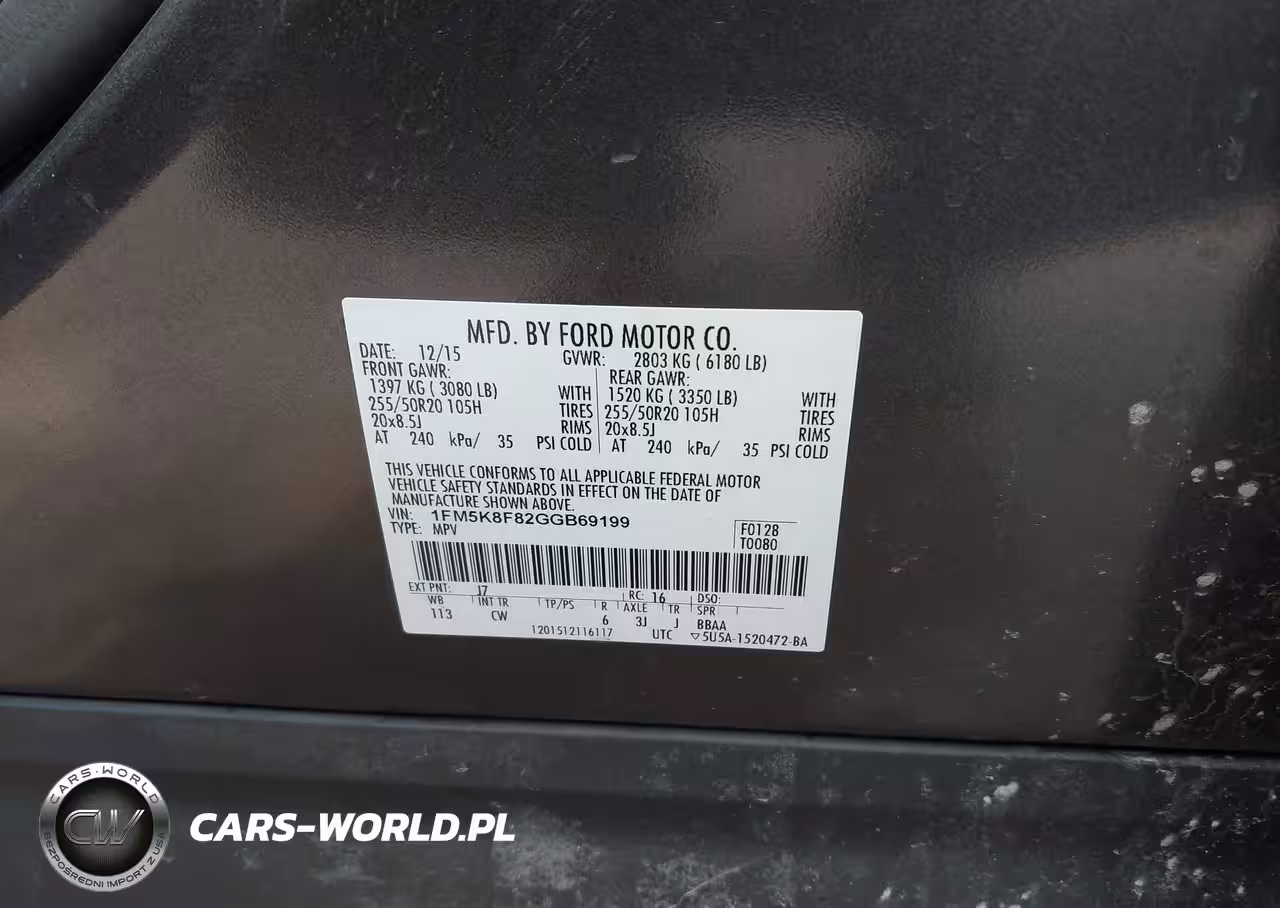 MFD. BY FORD MOTOR CO.
DATE: 12/15 GVWR: 2803 KG ( 6180 LB)
FRONT GAWR: REAR GAWR:
1397 KG ( 3080 LB) WITH 1520 KG ( 3350 LB) WITH
255/50R20 105H TIRES 255/50R20 105H TIRES
20x8.5J RIMS 20x8.5J RIMS
AT 240 kPa/ 35 PSI COLD AT 240 kPa/ 35 PSI COLD
THIS VEHICLE CONFORMS TO ALL APPLICABLE FEDERAL MOTOR
VEHICLE SAFETY STANDARDS IN EFFECT ON THE DATE OF
MANUFACTURE SHOWN ABOVE.
VIN: 1FM5K8F82GGB69199
TYPE: MPV
F0128
T0080
EXT PNT: J7 RC: 16 DSO:
WB INT TR TP/PS R AXLE TR SPR
113 CW 6 3J J BBAA
1201512116117 UTC ▽5U5A-1520472-BA
CARS-WORLD
CW
BEZPOŚREDNI IMPORT Z USA
CARS-WORLD.PL